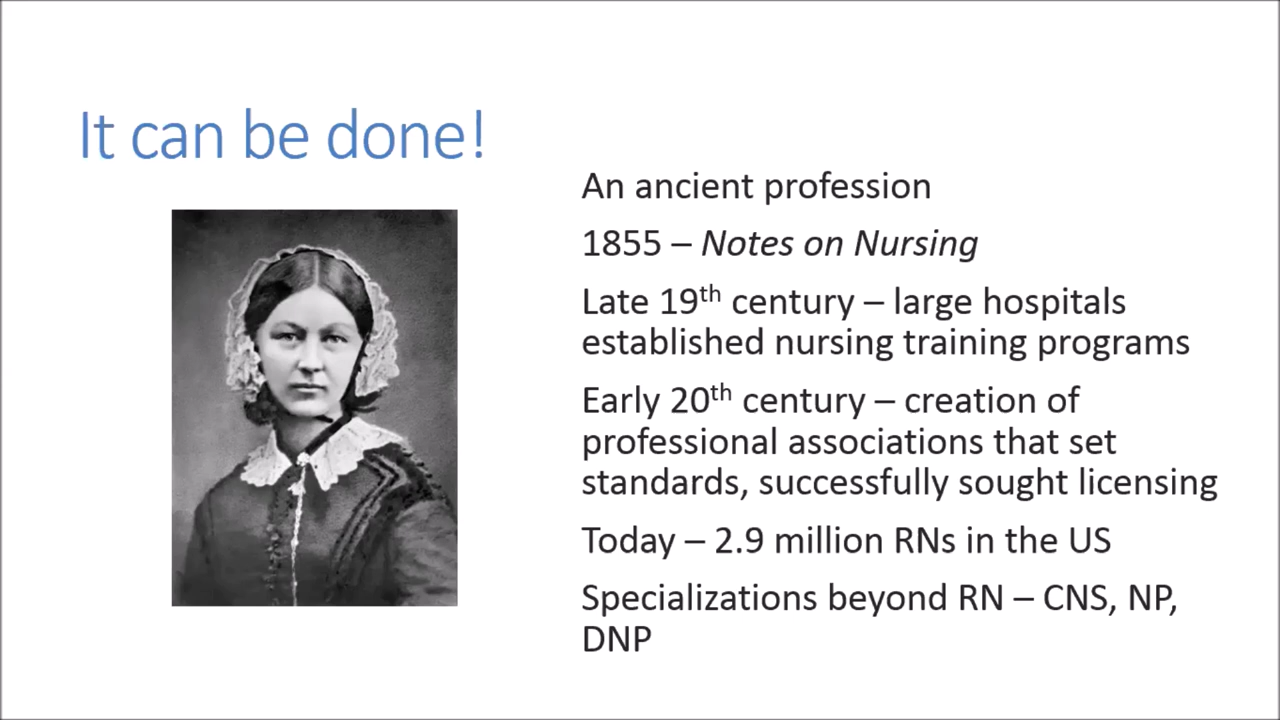 It can be done!
An ancient profession
1855 – Notes on Nursing
Late 19th century – large hospitals
established nursing training programs
Early 20th century – creation of
professional associations that set
standards, successfully sought licensing
Today – 2.9 million RNs in the US
Specializations beyond RN – CNS, NP,
DNP